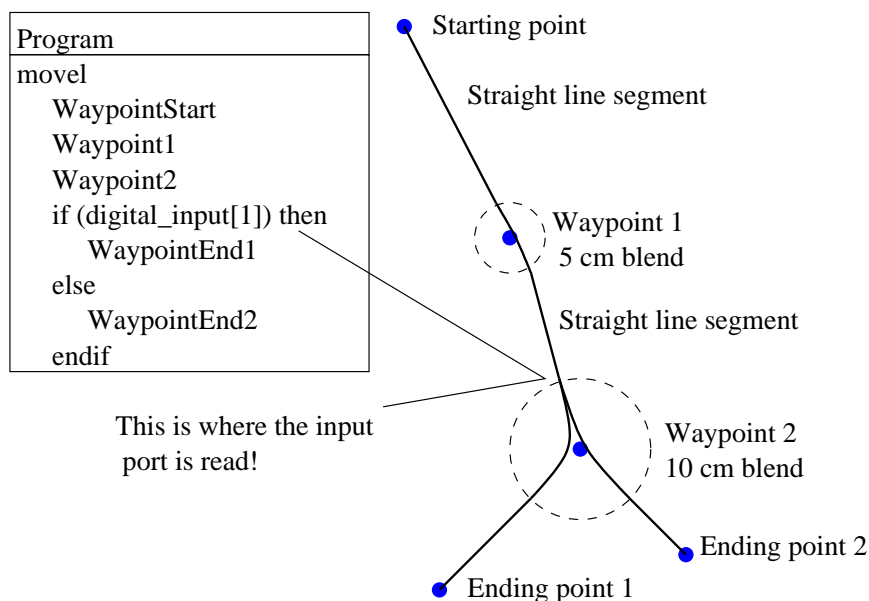 Program
movel
WaypointStart
Waypoint1
Waypoint2
if (digital_input[1]) then
WaypointEnd1
else
WaypointEnd2
endif
Starting point
Straight line segment
Waypoint 1
5 cm blend
Straight line segment
This is where the input
port is read!
Waypoint 2
10 cm blend
Ending point 2
Ending point 1